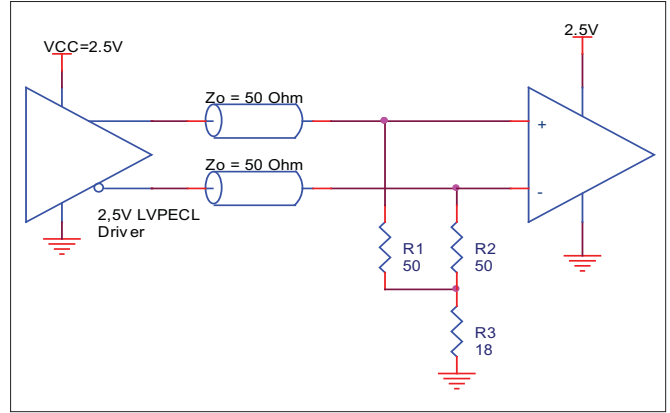 VCC=2.5V
2.5V
Zo = 50 Ohm
+
Zo = 50 Ohm
-
2,5V LVPECL
Driver
R1
50
R2
50
R3
18